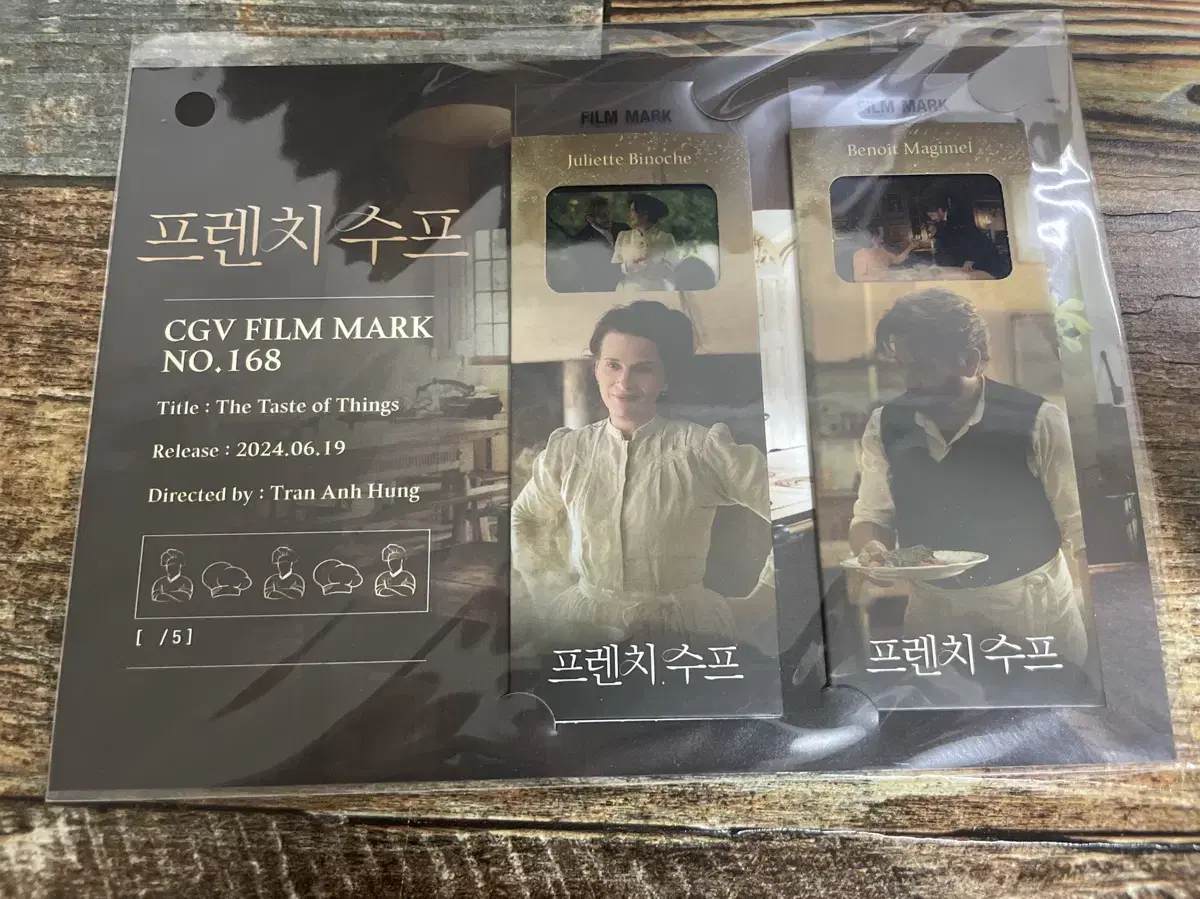 프렌치 수프
CGV FILM MARK
NO.168
Title : The Taste of Things
Release : 2024.06.19
Directed by : Tran Anh Hung
[ /5]
FILM MARK
Juliette Binoche
프렌치 수프
FILM MARK
Benoît Magimel
프렌치 수프